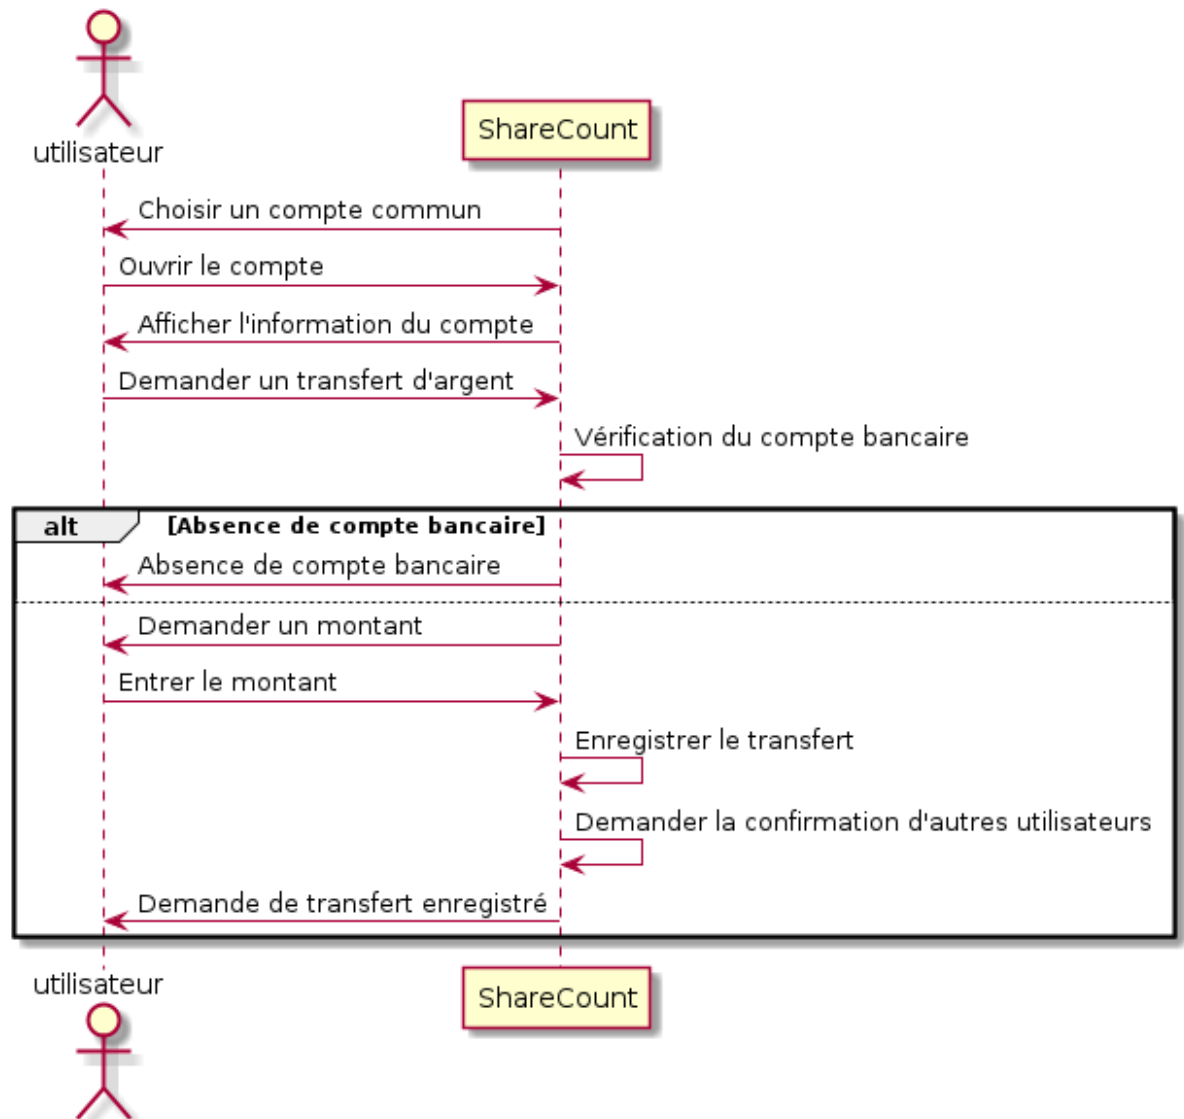 utilisateur
ShareCount
Choisir un compte commun
Ouvrir le compte
Afficher l'information du compte
Demander un transfert d'argent
Vérification du compte bancaire
alt [Absence de compte bancaire]
Absence de compte bancaire
Demander un montant
Entrer le montant
Enregistrer le transfert
Demander la confirmation d'autres utilisateurs
Demande de transfert enregistré
utilisateur
ShareCount